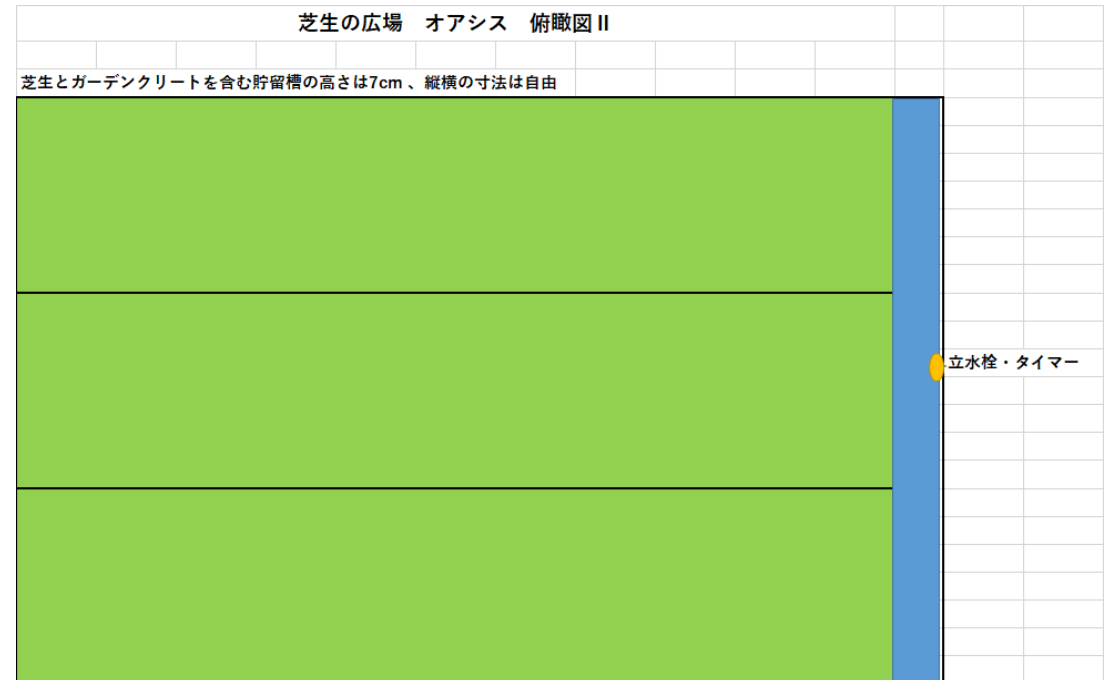 芝生の広場　オアシス　俯瞰図Ⅱ
芝生とガーデンクリートを含む貯留槽の高さは7cm 、縦横の寸法は自由
立水栓・タイマー